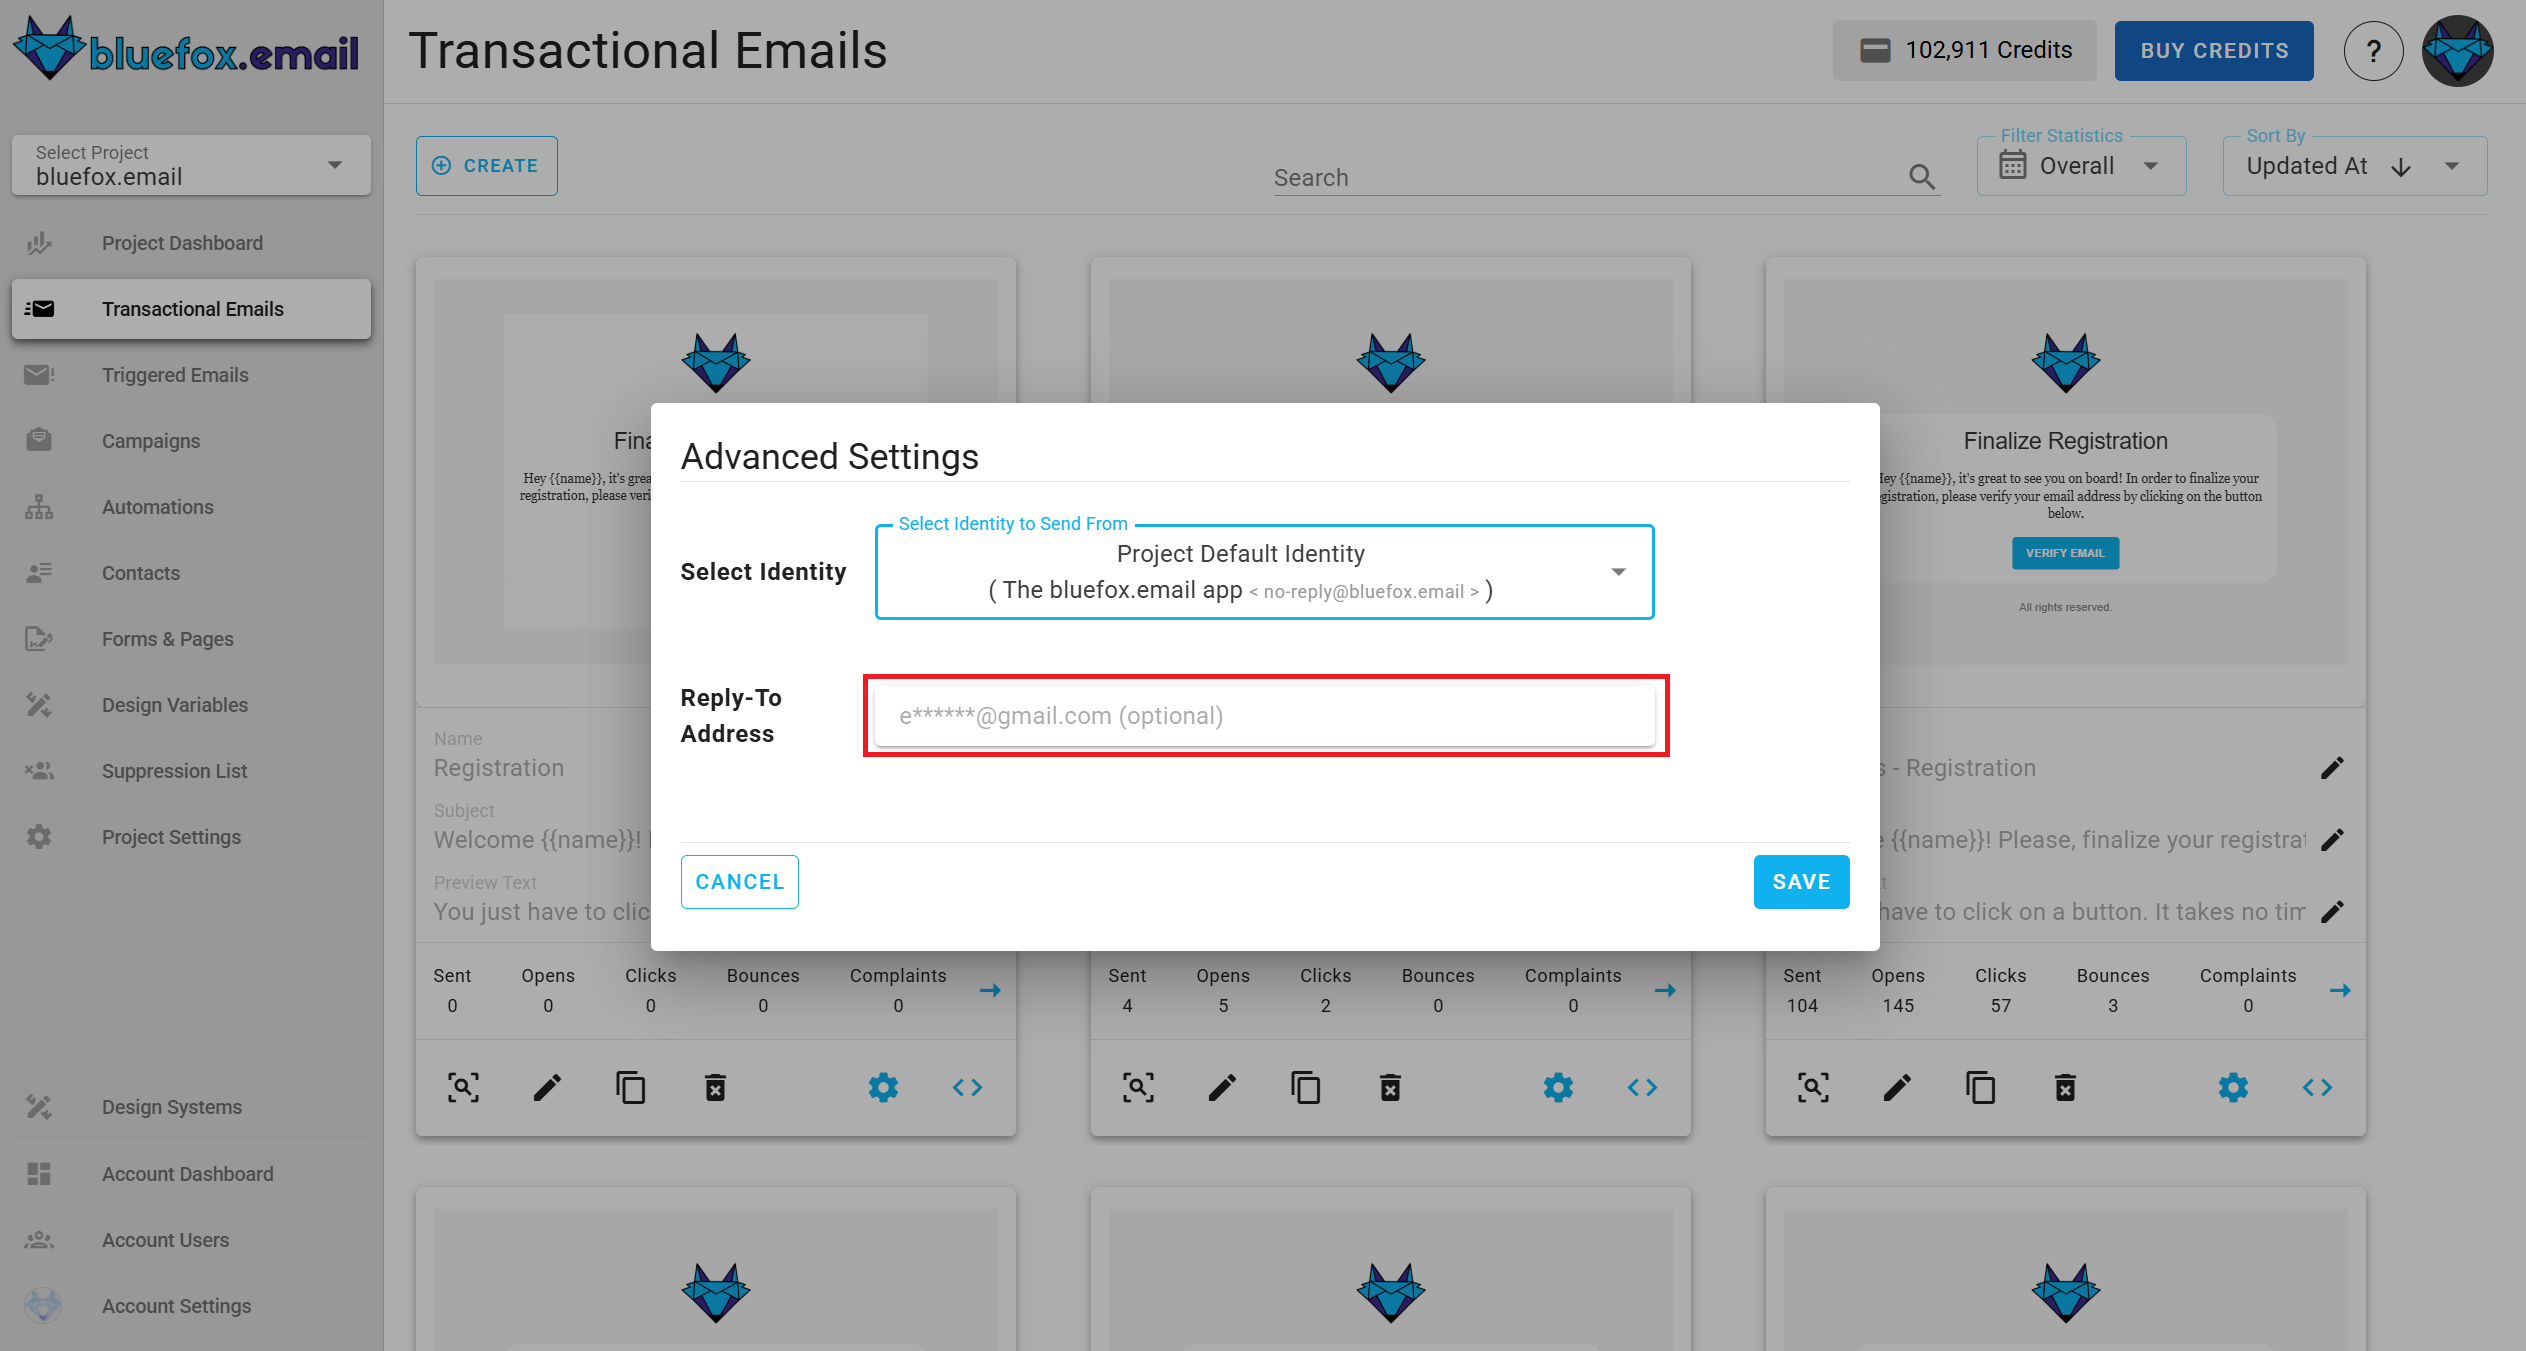 bluefox.email
Transactional Emails
102,911 Credits
BUY CREDITS
?
Select Project
bluefox.email
Project Dashboard
Transactional Emails
Triggered Emails
Campaigns
Automations
Contacts
Forms & Pages
Design Variables
Suppression List
Project Settings
Design Systems
Account Dashboard
Account Users
Account Settings
CREATE
Search
Filter Statistics
Overall
Sort By
Updated At
Hey {{name}}, it's
registration, please
Finalize Registration
Hey {{name}}, it's great to see you on board! In order to finalize your
registration, please verify your email address by clicking on the button
below.
VERIFY EMAIL
All rights reserved.
Advanced Settings
Select Identity
Select Identity to Send From
Project Default Identity
( The bluefox.email app < no-reply@bluefox.email > )
Reply-To
Address
e******@gmail.com (optional)
CANCEL
SAVE
Name
Registration
Subject
Welcome {{name}}!
Preview Text
You just have to
- Registration
{{name}}! Please, finalize your
have to click on a button. It takes no
Sent Opens Clicks Bounces Complaints
0 0 0 0 0
Sent Opens Clicks Bounces Complaints
4 5 2 0 0
Sent Opens Clicks Bounces Complaints
104 145 57 3 0